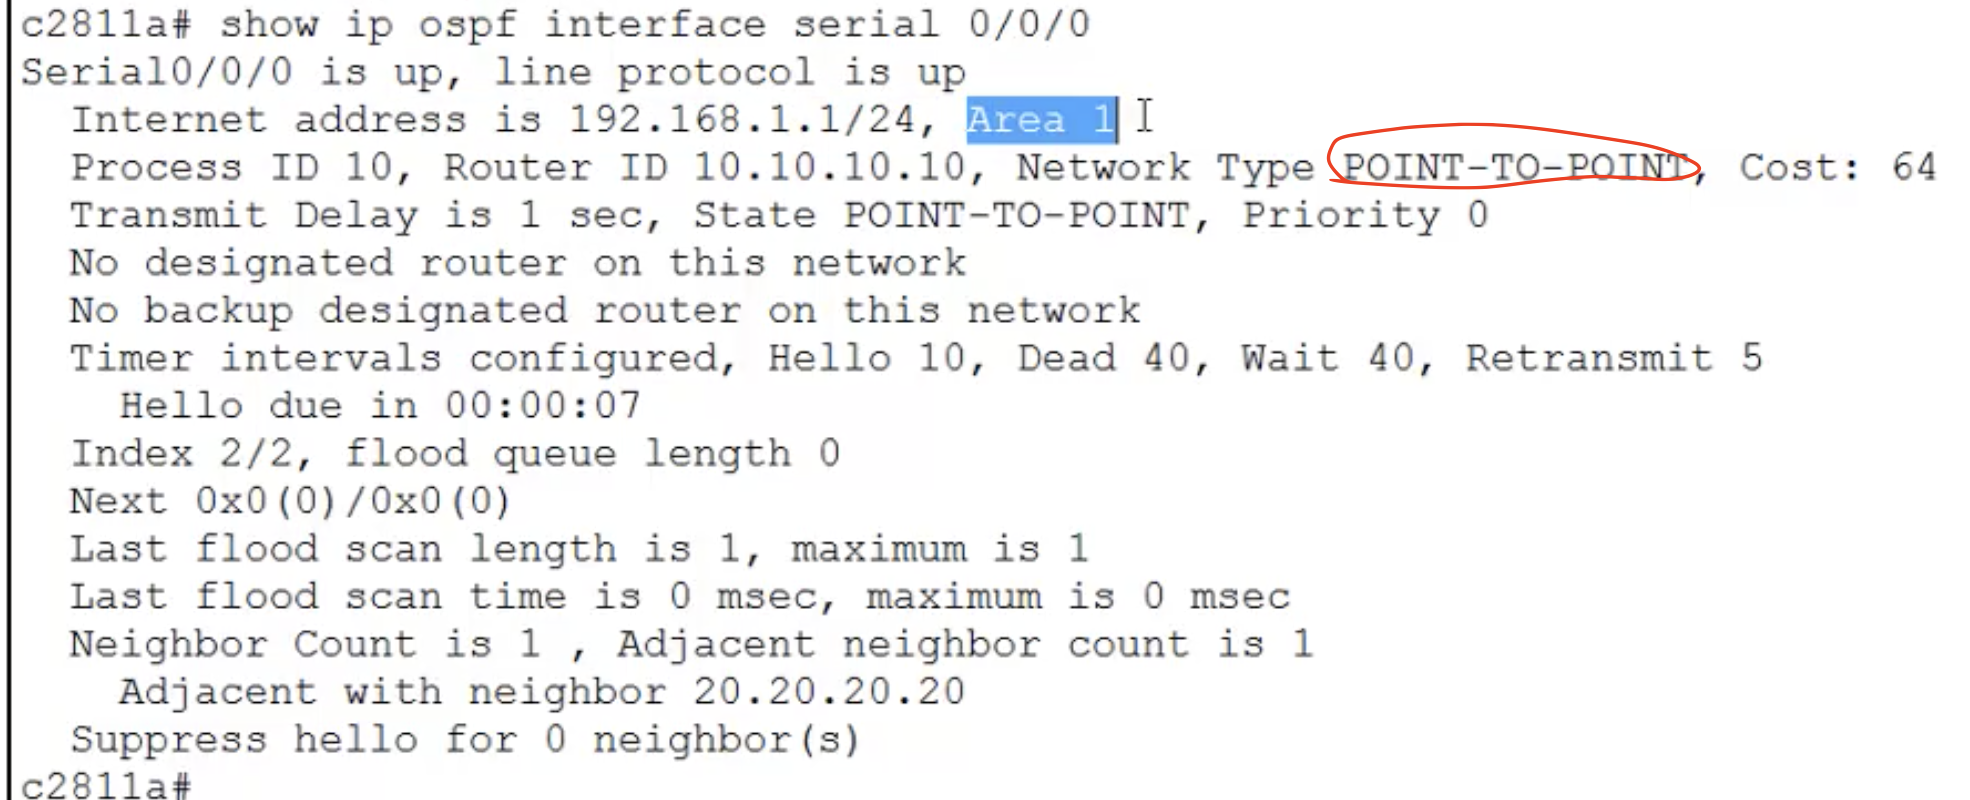 c2811a# show ip ospf interface serial 0/0/0
Serial0/0/0 is up, line protocol is up
Internet address is 192.168.1.1/24, Area 1
Process ID 10, Router ID 10.10.10.10, Network Type POINT-TO-POINT, Cost: 64
Transmit Delay is 1 sec, State POINT-TO-POINT, Priority 0
No designated router on this network
No backup designated router on this network
Timer intervals configured, Hello 10, Dead 40, Wait 40, Retransmit 5
Hello due in 00:00:07
Index 2/2, flood queue length 0
Next 0x0(0)/0x0(0)
Last flood scan length is 1, maximum is 1
Last flood scan time is 0 msec, maximum is 0 msec
Neighbor Count is 1 , Adjacent neighbor count is 1
Adjacent with neighbor 20.20.20.20
Suppress hello for 0 neighbor(s)
c2811a#